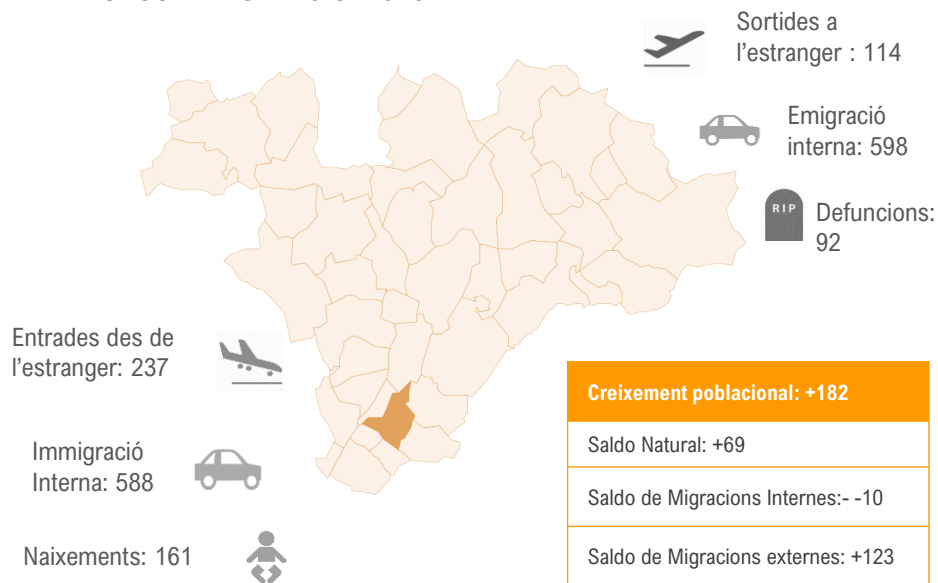 Sortides a
l'estranger : 114
Emigració
interna: 598
RIP
Defuncions:
92
Entrades des de
l'estranger: 237
Immigració
Interna: 588
Naixements: 161
Creixement poblacional: +182
Saldo Natural: +69
Saldo de Migracions Internes:- -10
Saldo de Migracions externes: +123